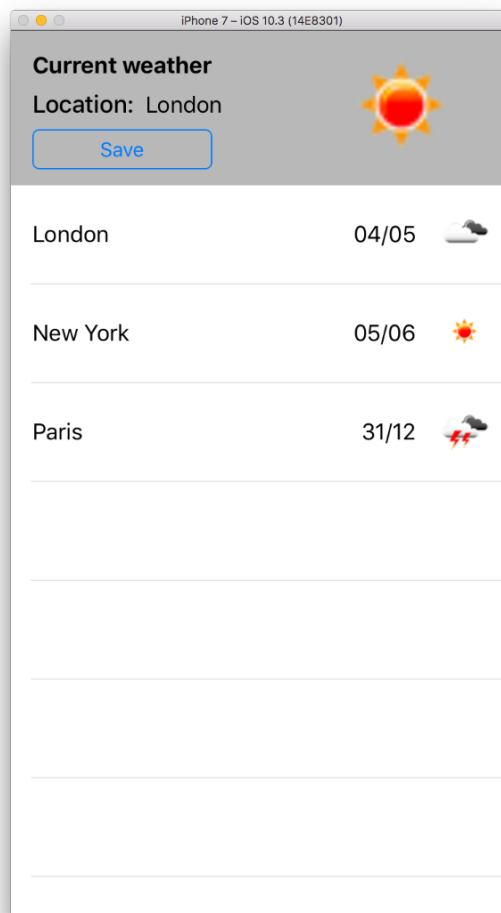 iPhone 7 – iOS 10.3 (14E8301)
Current weather
Location: London
Save
London 04/05
New York 05/06
Paris 31/12